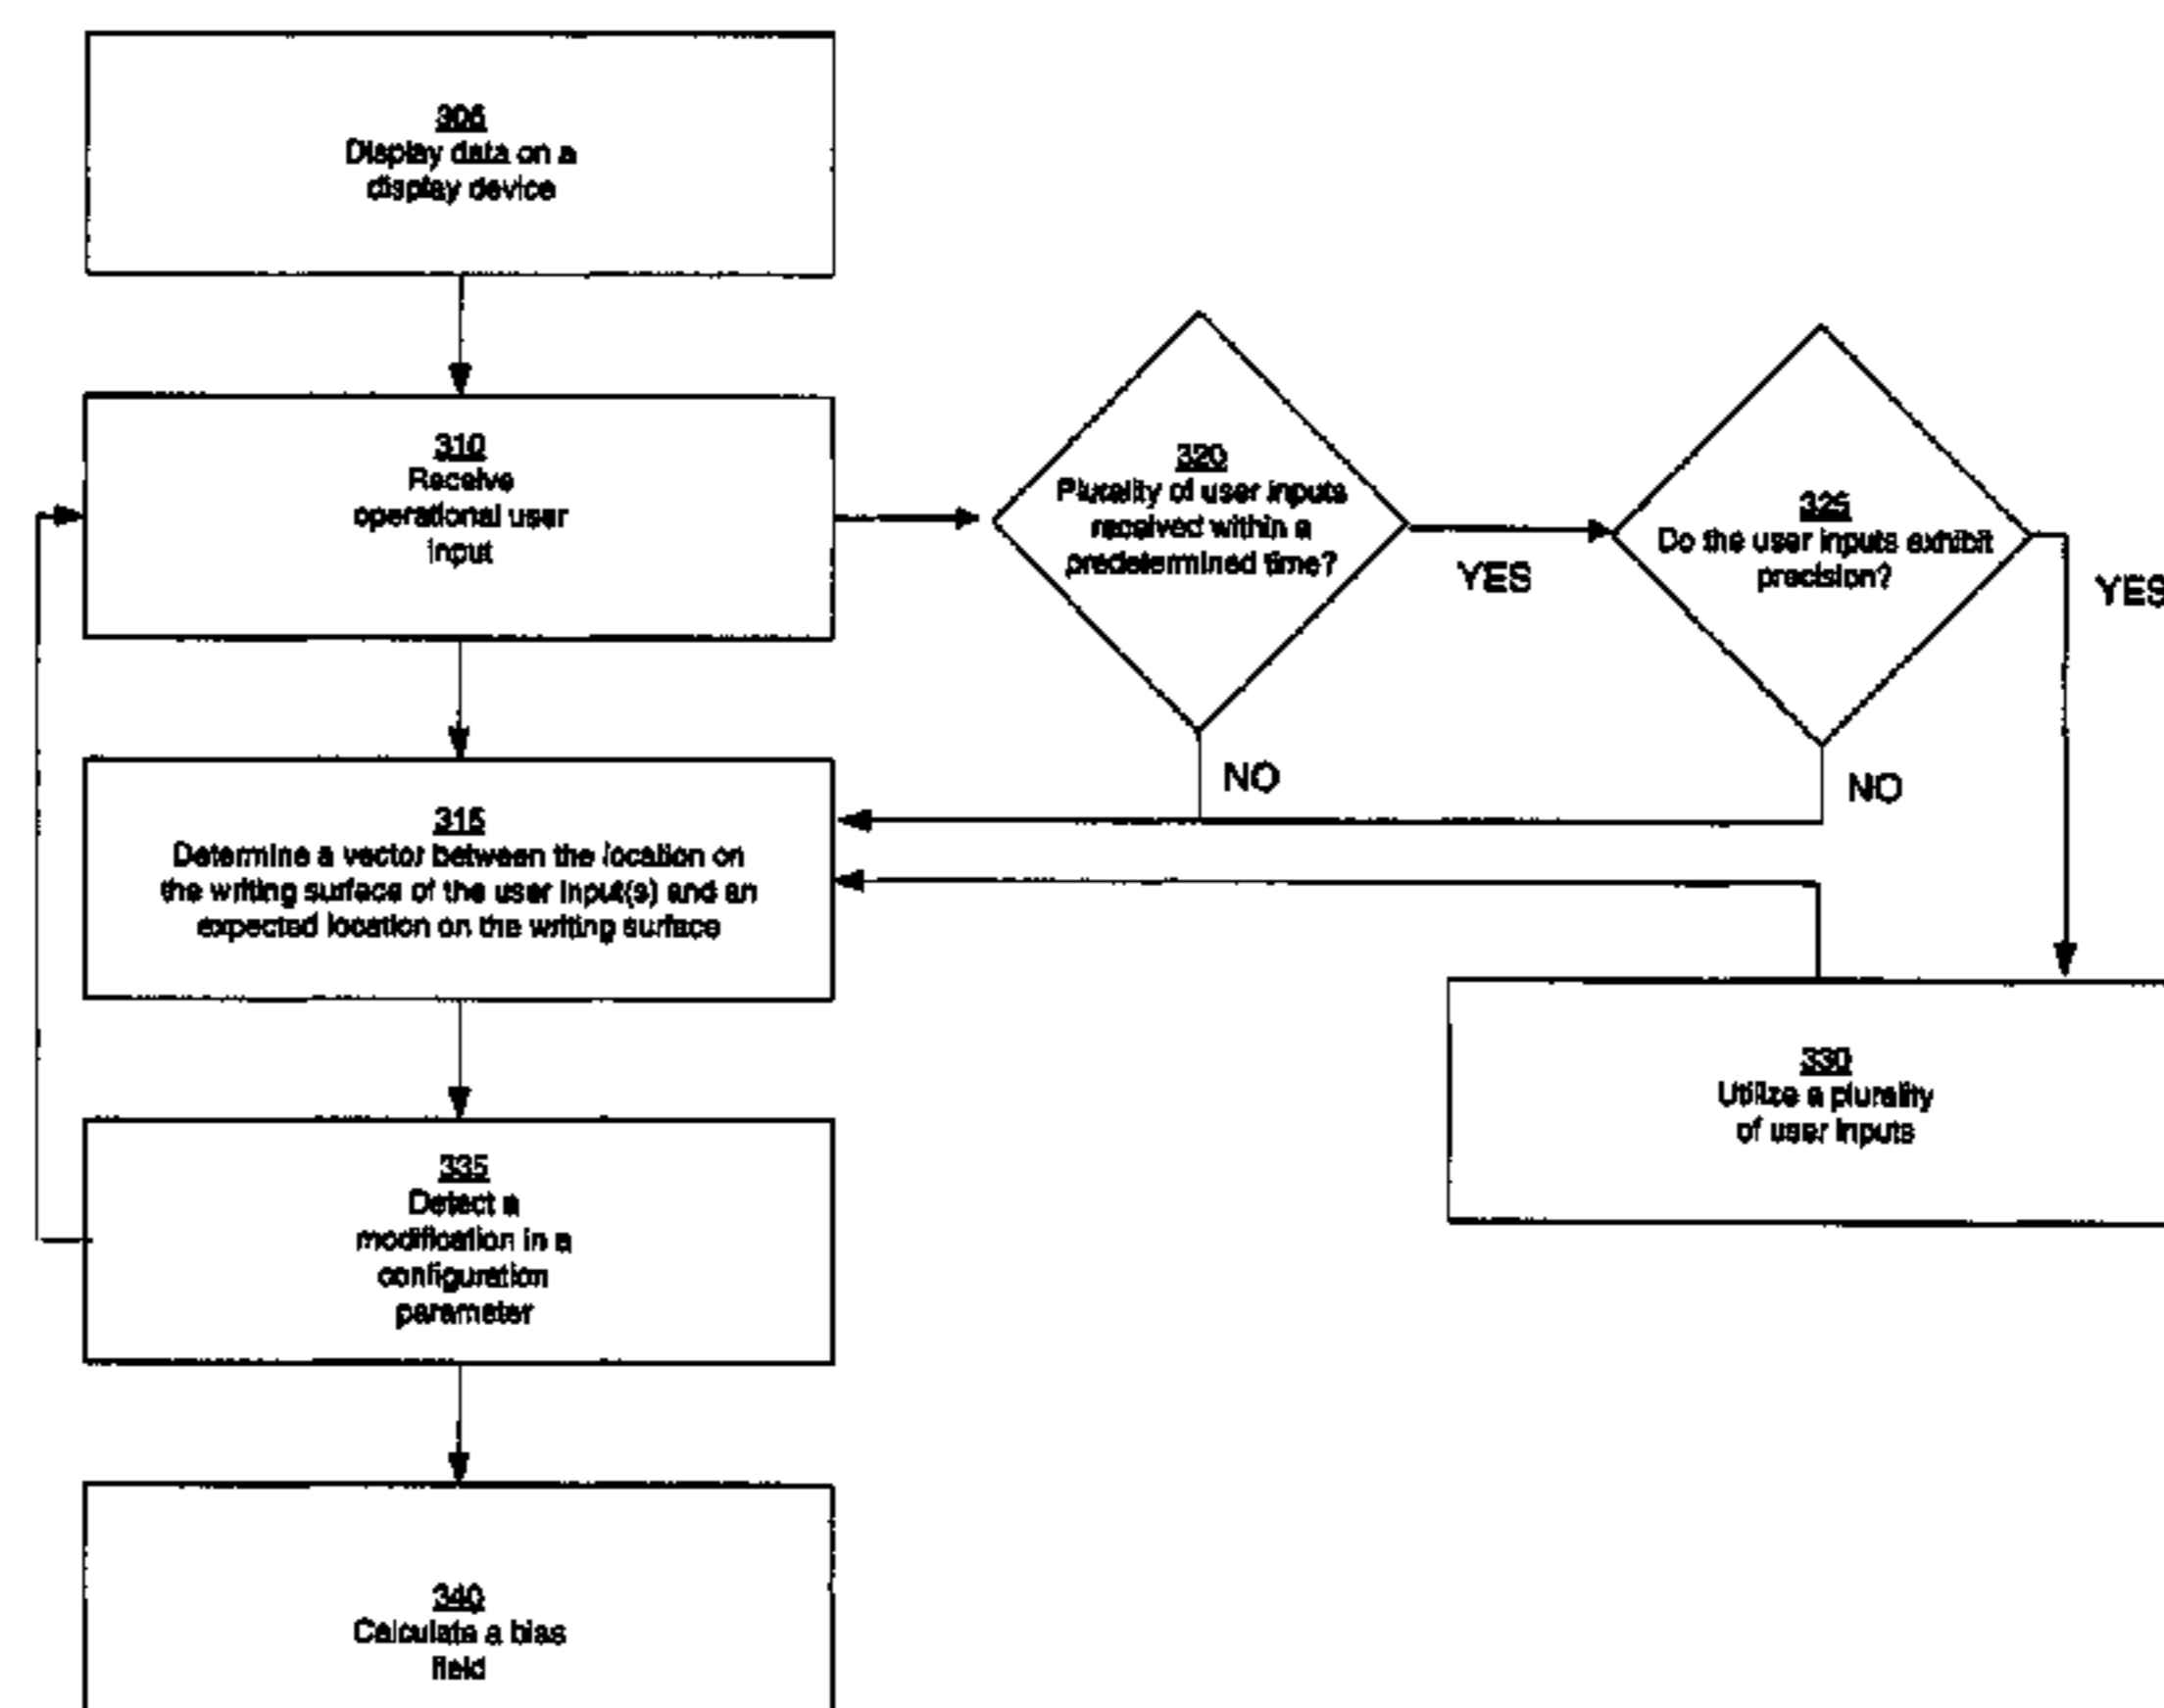 305
Display data on a
display device
310
Receive
operational user
input
320
Plurality of user inputs
received within a
predetermined time?
YES
325
Do the user inputs exhibit
precision?
YES
NO
NO
315
Determine a vector between the location on
the writing surface of the user input(s) and an
expected location on the writing surface
330
Utilize a plurality
of user inputs
335
Detect a
modification in a
configuration
parameter
340
Calculate a bias
field